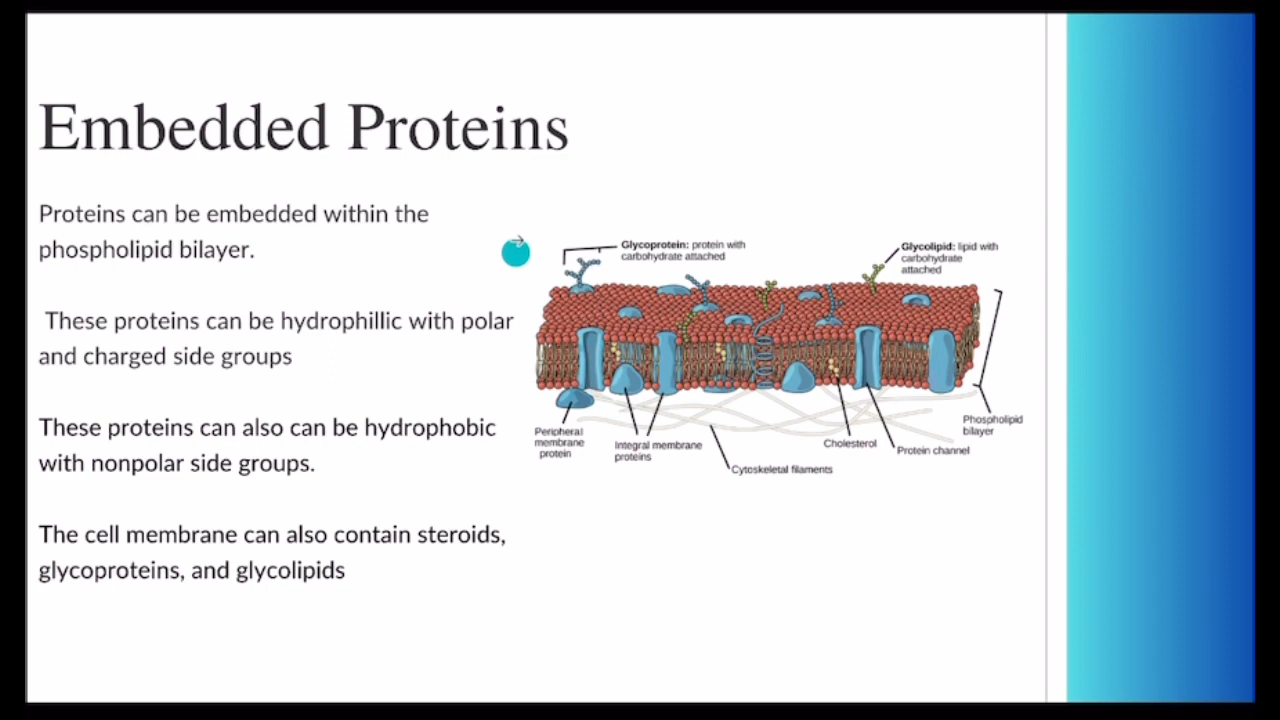 Embedded Proteins
Proteins can be embedded within the
phospholipid bilayer.
These proteins can be hydrophillic with polar
and charged side groups
These proteins can also can be hydrophobic
with nonpolar side groups.
The cell membrane can also contain steroids,
glycoproteins, and glycolipids
Glycoprotein: protein with
carbohydrate attached
Glycolipid: lipid with
carbohydrate
attached
Peripheral
membrane
protein
Integral membrane
proteins
Cytoskeletal filaments
Cholesterol
Protein channel
Phospholipid
bilayer